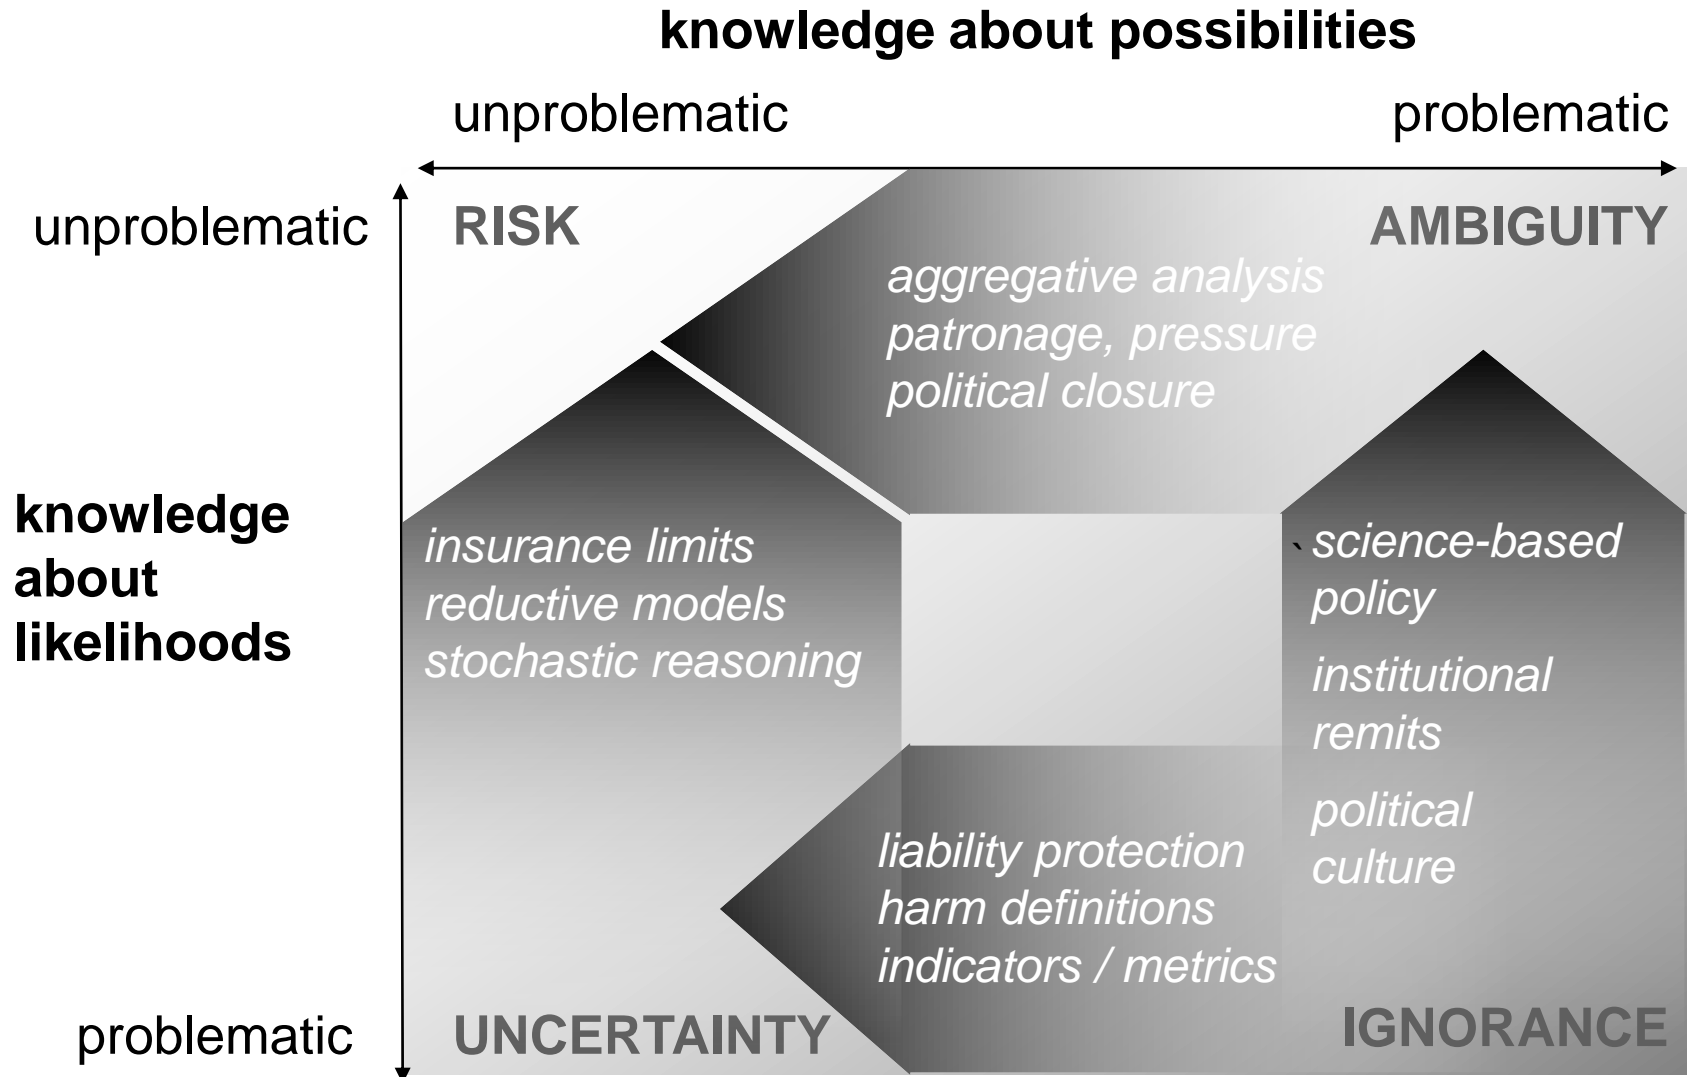 knowledge about possibilities
unproblematic
problematic
unproblematic
RISK
AMBIGUITY
aggregative analysis
patronage, pressure
political closure
knowledge
about
likelihoods
insurance limits
reductive models
stochastic reasoning
` science-based
policy
institutional
remits
political
culture
liability protection
harm definitions
indicators / metrics
problematic
UNCERTAINTY
IGNORANCE